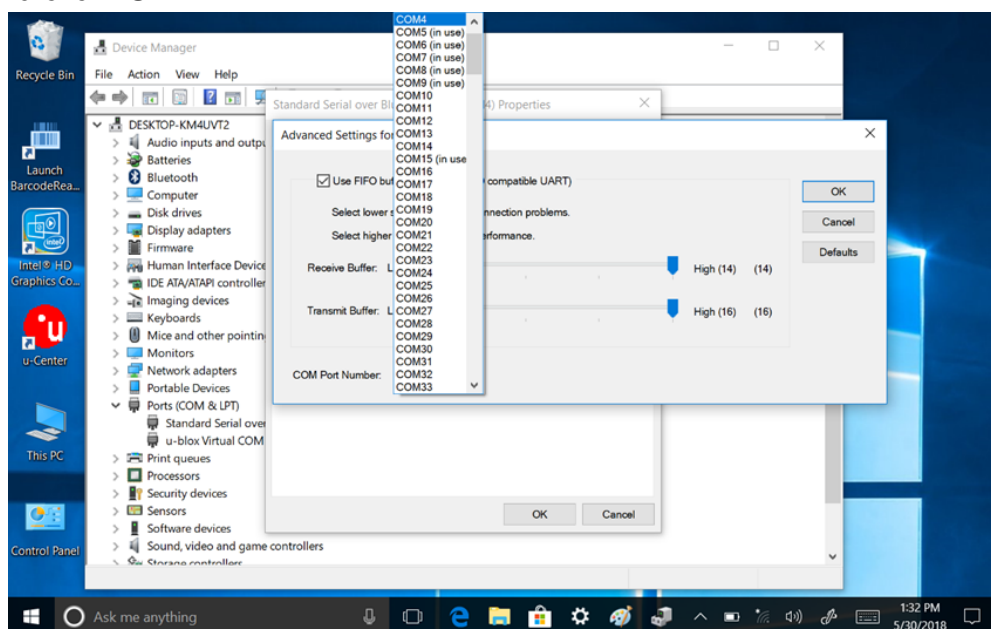 Recycle Bin
Launch
BarcodeRea...
Intel® HD
Graphics Co...
u-Center
This PC
Control Panel
Device Manager
File Action View Help
DESKTOP-KM4UVT2
Audio inputs and outpu
Batteries
Bluetooth
Computer
Disk drives
Display adapters
Firmware
Human Interface Device
IDE ATA/ATAPI controller
Imaging devices
Keyboards
Mice and other pointin
Monitors
Network adapters
Portable Devices
Ports (COM & LPT)
Standard Serial over
u-blox Virtual COM
Print queues
Processors
Security devices
Sensors
Software devices
Sound, video and game controllers
Storage controllers
Standard Serial over Bl 4) Properties
OK Cancel
Advanced Settings for
Use FIFO buf compatible UART)
Select lower s nnection problems.
Select higher erformance.
Receive Buffer: L High (14) (14)
Transmit Buffer: L High (16) (16)
COM Port Number:
OK
Cancel
Defaults
COM4
COM5 (in use)
COM6 (in use)
COM7 (in use)
COM8 (in use)
COM9 (in use)
COM10
COM11
COM12
COM13
COM14
COM15 (in use
COM16
COM17
COM18
COM19
COM20
COM21
COM22
COM23
COM24
COM25
COM26
COM27
COM28
COM29
COM30
COM31
COM32
COM33
Ask me anything
1:32 PM
5/30/2018